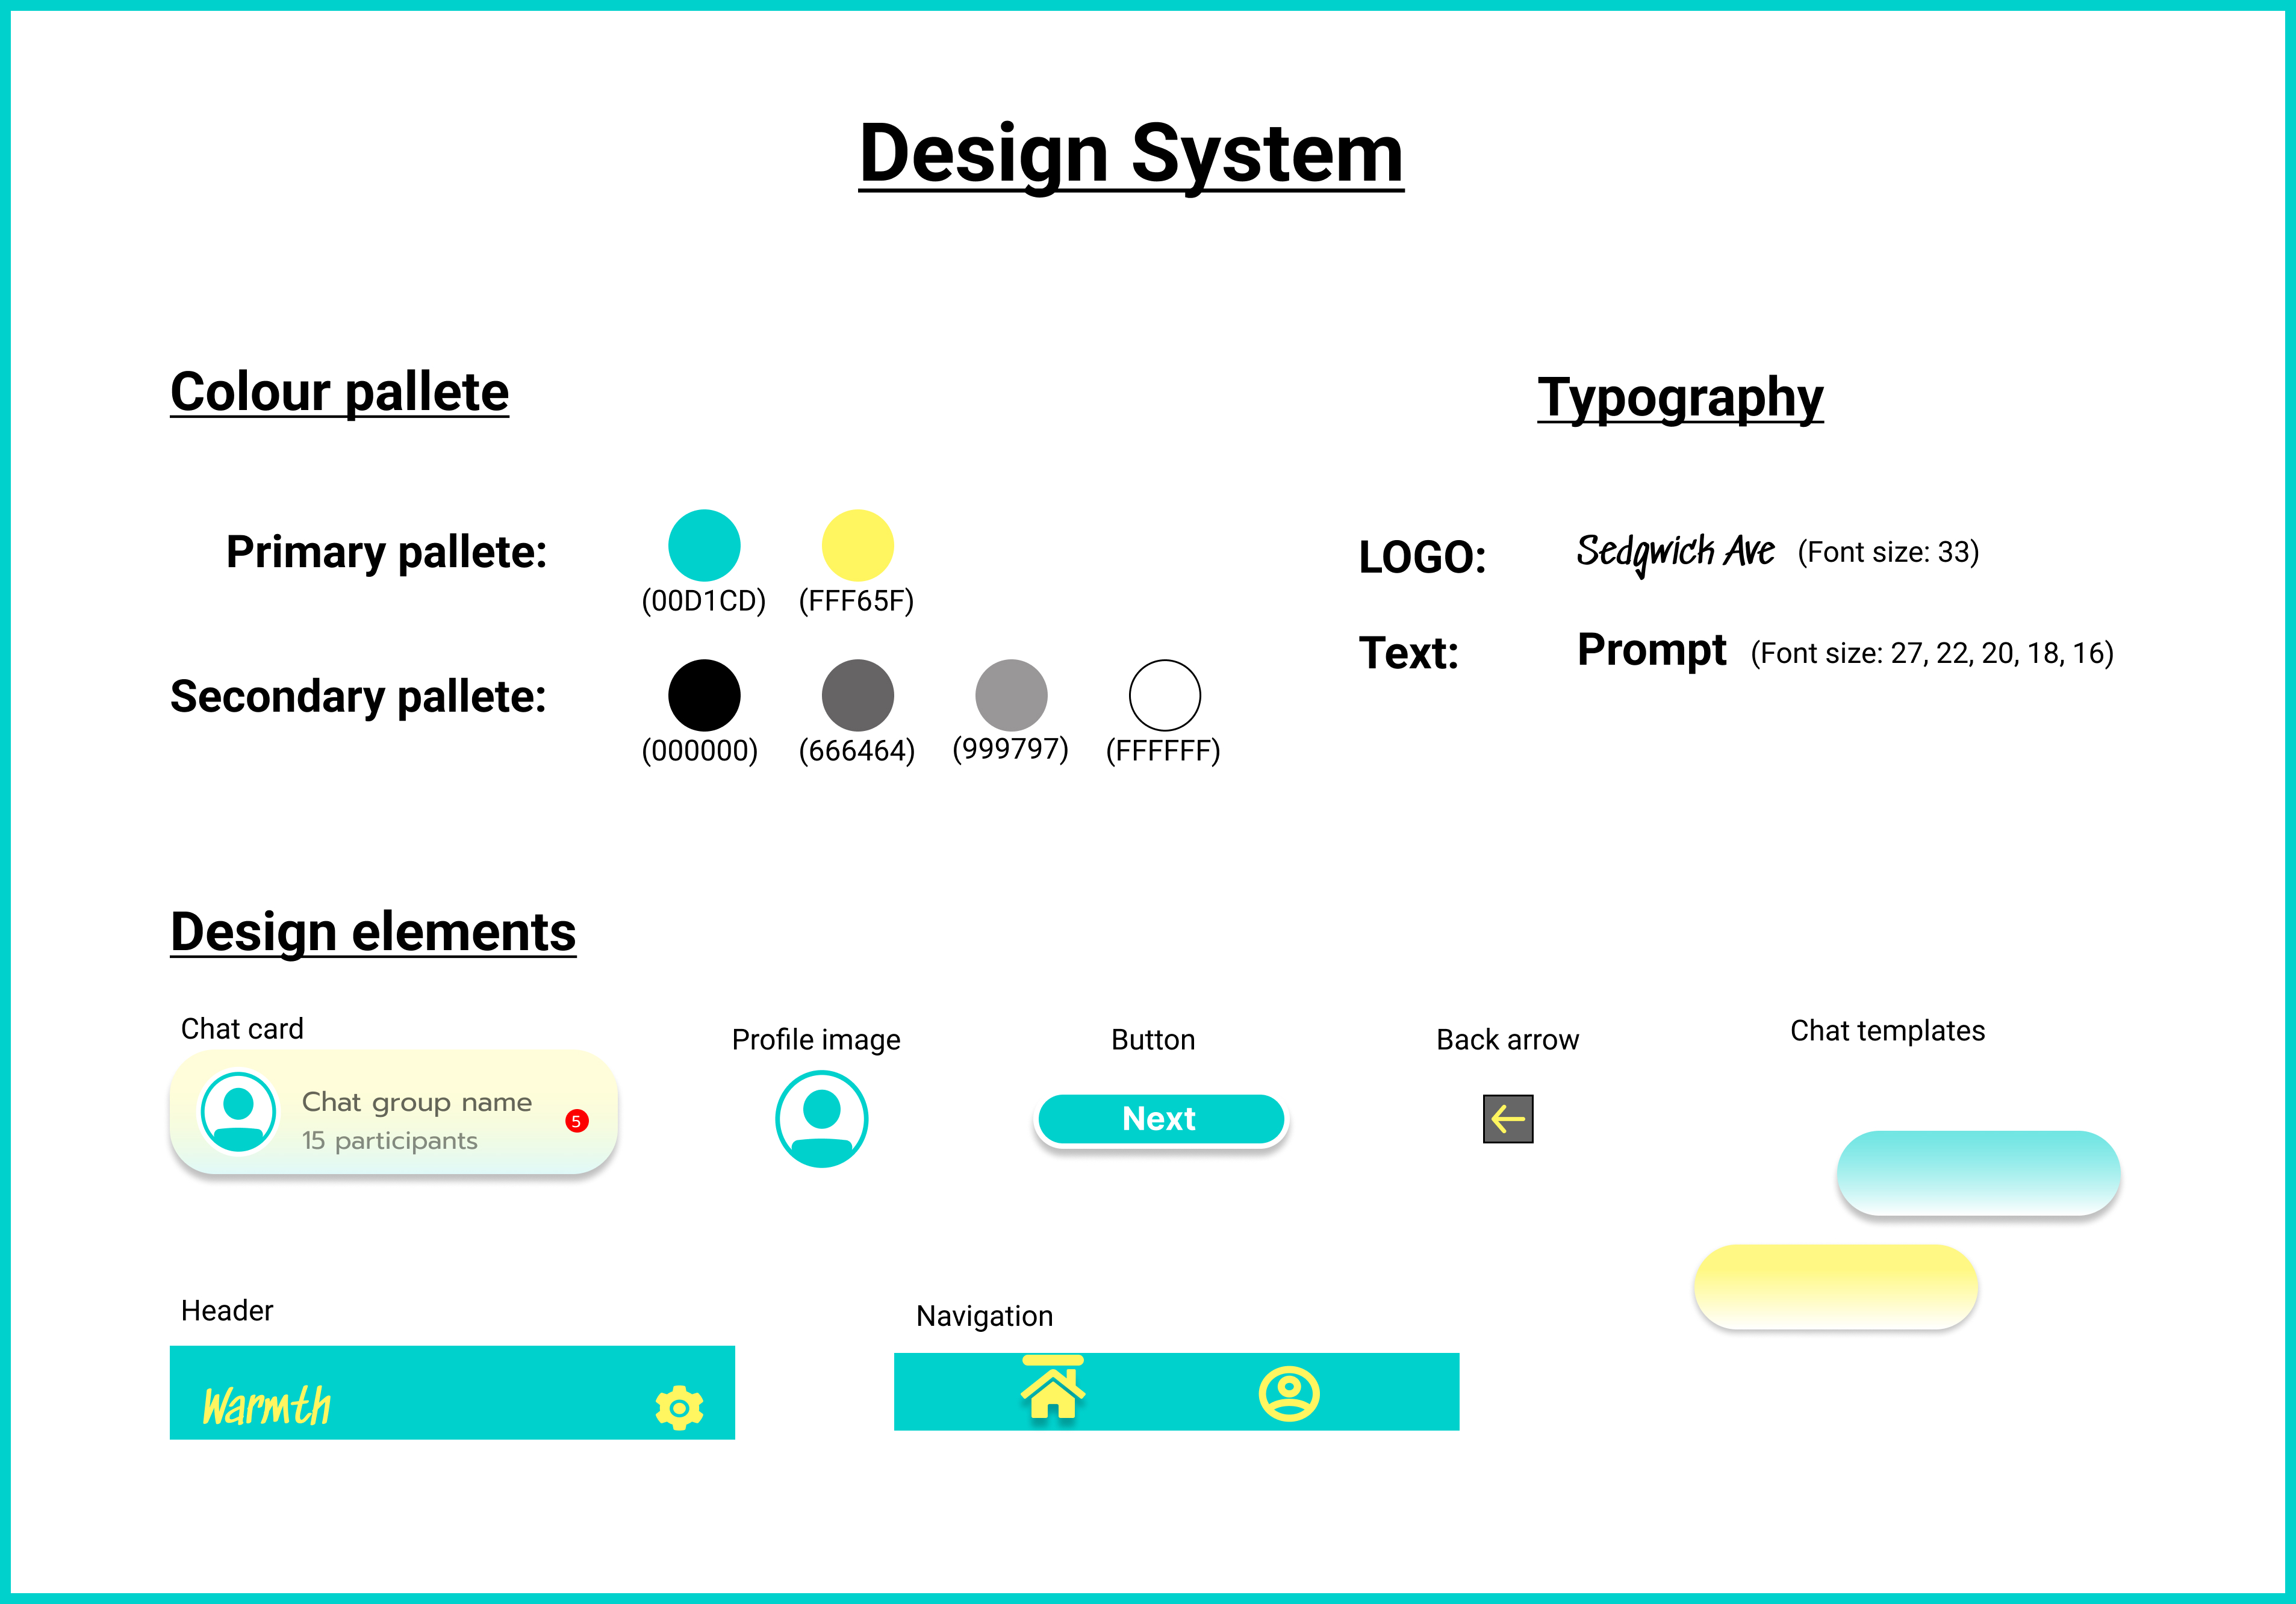 Design System
Colour pallete
Primary pallete:
(00D1CD)
(FFF65F)
Secondary pallete:
(000000)
(666464)
(999797)
(FFFFFF)
Typography
LOGO:
Sedgwick Ave (Font size: 33)
Text:
Prompt (Font size: 27, 22, 20, 18, 16)
Design elements
Chat card
Chat group name
15 participants
5
Profile image
Button
Next
Back arrow
Chat templates
Header
Warmth
Navigation